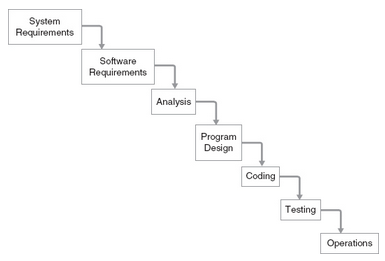 System
Requirements
Software
Requirements
Analysis
Program
Design
Coding
Testing
Operations